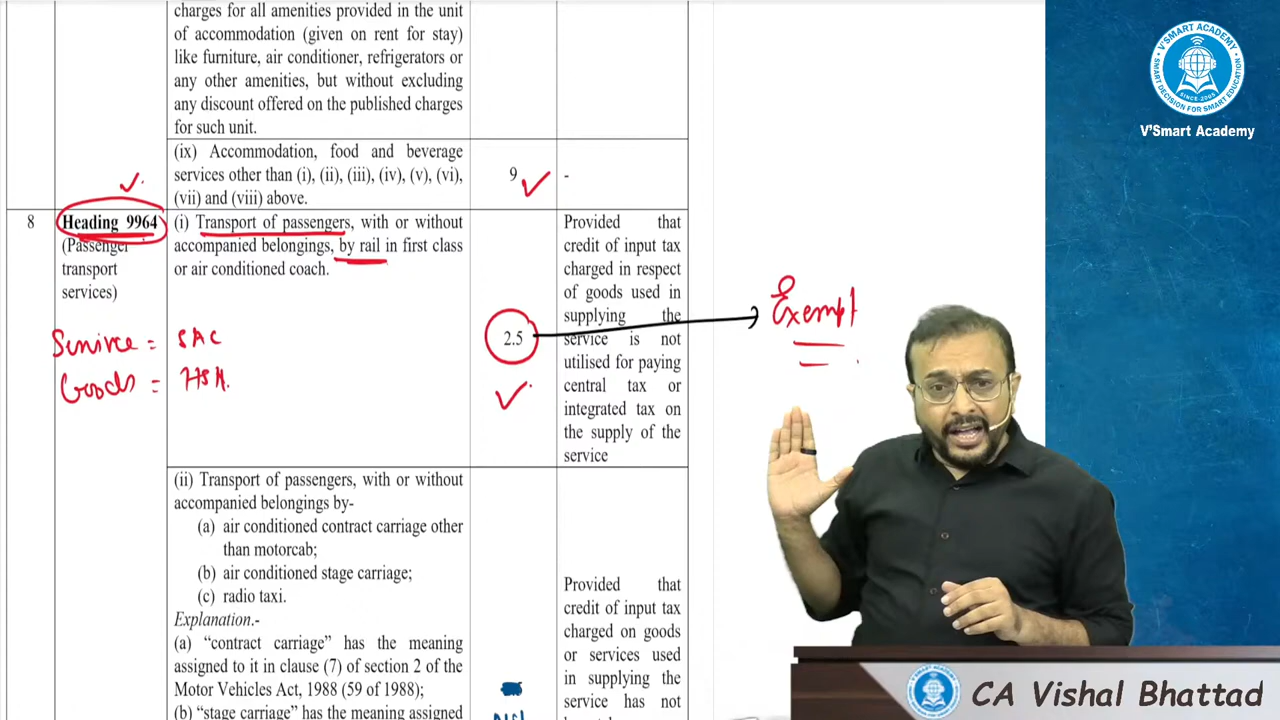 charges for all amenities provided in the unit
of accommodation (given on rent for stay)
like furniture, air conditioner, refrigerators or
any other amenities, but without excluding
any discount offered on the published charges
for such unit.
(ix) Accommodation, food and beverage
services other than (i), (ii), (iii), (iv), (v), (vi),
(vii) and (viii) above.
9
-
8
Heading 9964
(Passenger
transport
services)
(i) Transport of passengers, with or without
accompanied belongings, by rail in first class
or air conditioned coach.
2.5
Provided that
credit of input tax
charged in respect
of goods used in
supplying the
service is not
utilised for paying
central tax or
integrated tax on
the supply of the
service
Exempt
Service = SAC
Goods = HSN.
(ii) Transport of passengers, with or without
accompanied belongings by-
(a) air conditioned contract carriage other
than motorcab;
(b) air conditioned stage carriage;
(c) radio taxi.
Explanation.-
(a) “contract carriage” has the meaning
assigned to it in clause (7) of section 2 of the
Motor Vehicles Act, 1988 (59 of 1988);
(b) “stage carriage” has the meaning assigned
Provided that
credit of input tax
charged on goods
or services used
in supplying the
service has not
V'SMART ACADEMY
SMART DECISION FOR SMART EDUCATION
SINCE-2005
V'Smart Academy
CA Vishal Bhattad